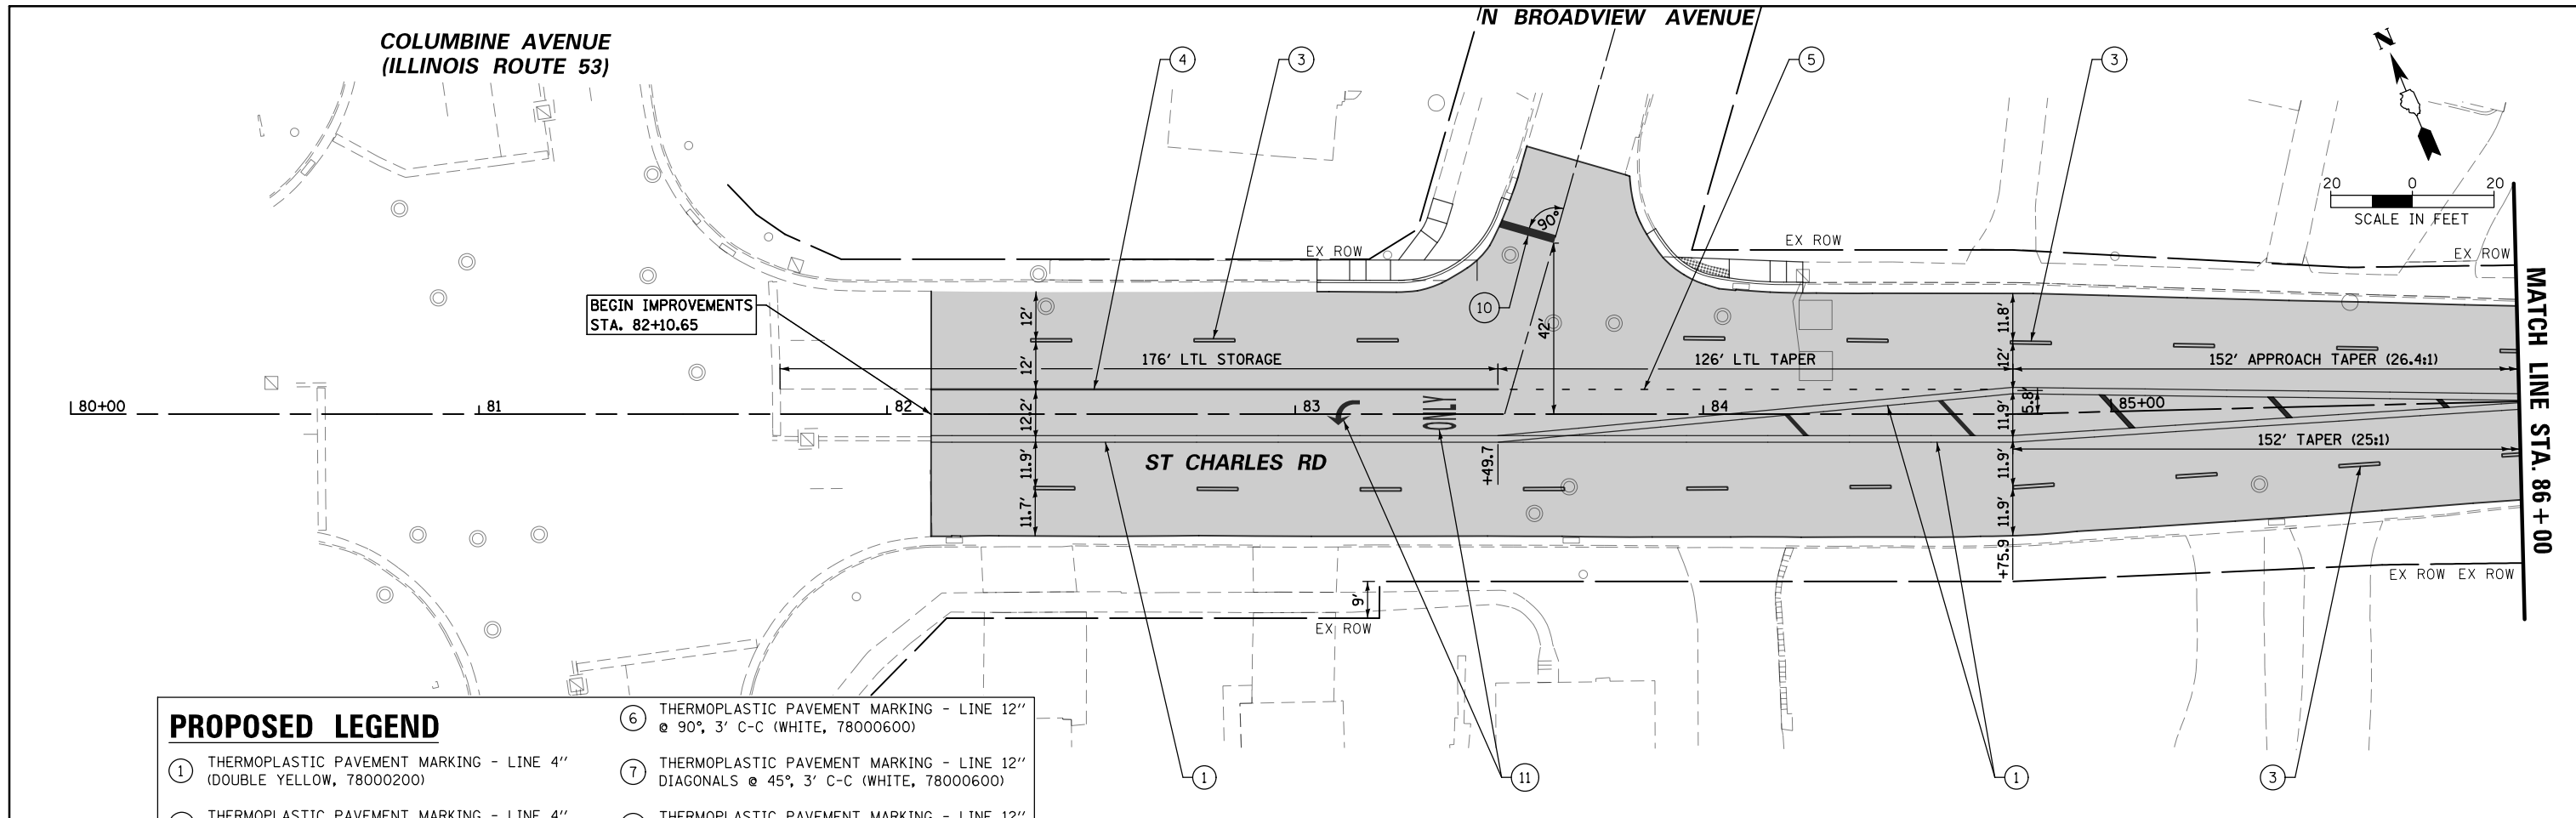 COLUMBINE AVENUE
(ILLINOIS ROUTE 53)
N BROADVIEW AVENUE
4
3
5
3
N
20 0 20
SCALE IN FEET
EX ROW
EX ROW
EX ROW
90°
10
42'
BEGIN IMPROVEMENTS
STA. 82+10.65
12'
12'
12.2'
11.9'
11.7'
176' LTL STORAGE
126' LTL TAPER
152' APPROACH TAPER (26.4:1)
11.8'
12'
11.9'
5.8'
11.9'
11.9'
80+00
81
82
83
84
85+00
ONLY
152' TAPER (25:1)
ST CHARLES RD
+49.7
+75.9
MATCH LINE STA. 86+00
9'
EX ROW
EX ROW EX ROW
1
11
1
3
PROPOSED LEGEND
1 THERMOPLASTIC PAVEMENT MARKING - LINE 4"
(DOUBLE YELLOW, 78000200)
THERMOPLASTIC PAVEMENT MARKING - LINE 4"
6 THERMOPLASTIC PAVEMENT MARKING - LINE 12"
@ 90°, 3' C-C (WHITE, 78000600)
7 THERMOPLASTIC PAVEMENT MARKING - LINE 12"
DIAGONALS @ 45°, 3' C-C (WHITE, 78000600)
THERMOPLASTIC PAVEMENT MARKING - LINE 12"